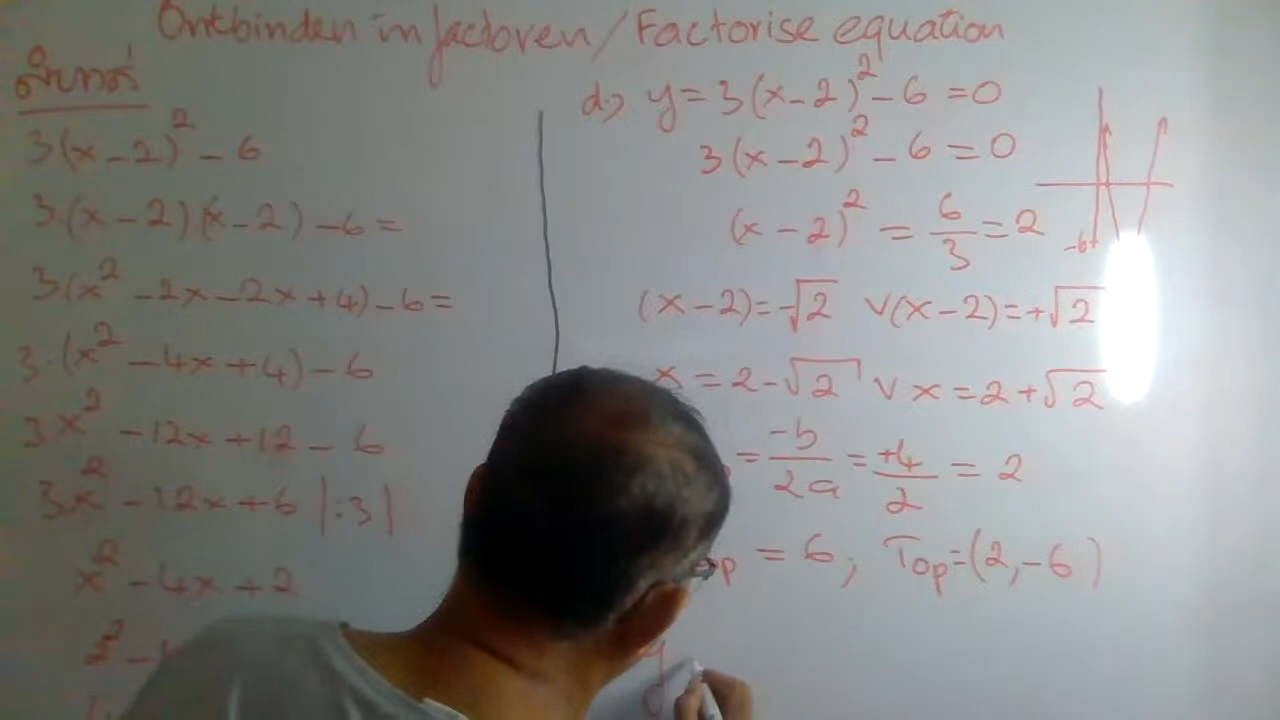 Ontbinden in factoren / Factorise equation
3(x-2)² - 6
3·(x-2)(x-2) - 6 =
3·(x² - 2x - 2x + 4) - 6 =
3·(x² - 4x + 4) - 6
3x² - 12x + 12 - 6
3x² - 12x + 6 |:3|
x² - 4x + 2
d.) y = 3(x-2)² - 6 = 0
3(x-2)² - 6 = 0
(x-2)² = 6/3 = 2
(x-2) = -√2 V (x-2) = +√2
x = 2-√2 V x = 2+√2
= -b/2a = +4/2 = 2
op = 6; Top = (2,-6)
y
-6